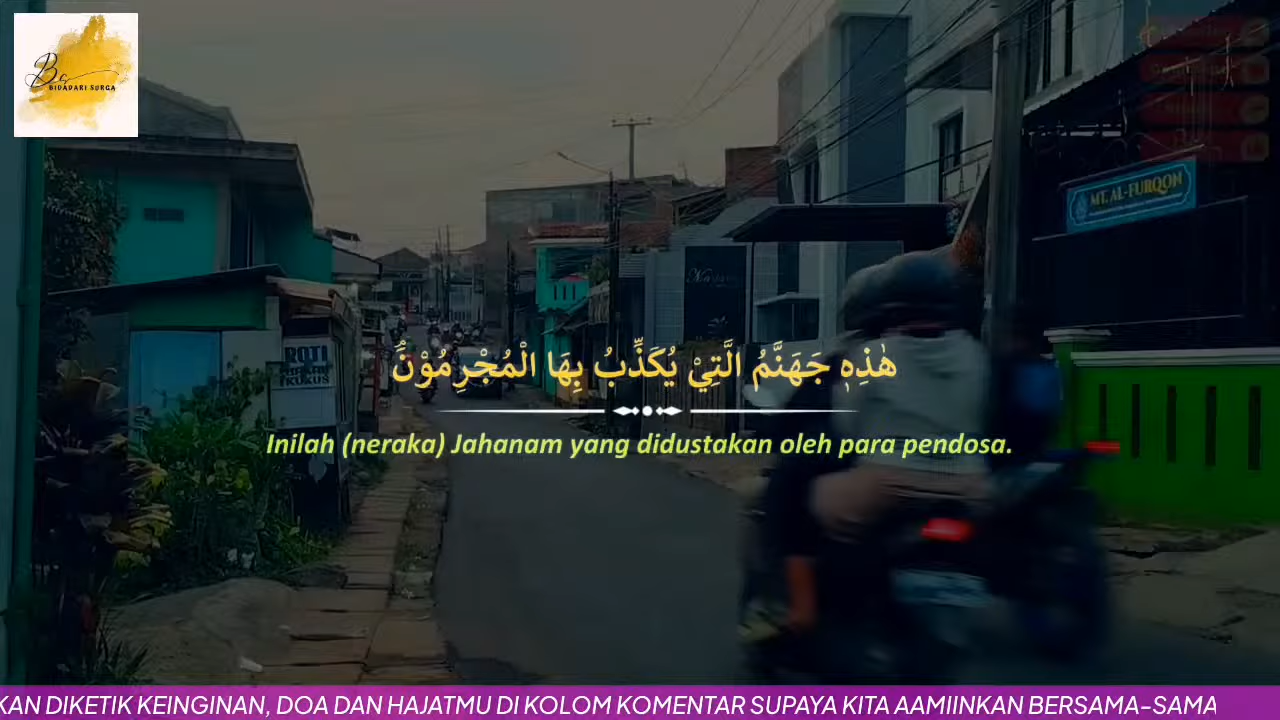 BIDADARI SURGA
MT. AL-FURQON
ROTI
KUKUS
هٰذِهٖ جَهَنَّمُ الَّتِيْ يُكَذِّبُ بِهَا الْمُجْرِمُوْنَۘ
Inilah (neraka) Jahanam yang didustakan oleh para pendosa.
KAN DIKETIK KEINGINAN, DOA DAN HAJATMU DI KOLOM KOMENTAR SUPAYA KITA AAMIINKAN BERSAMA-SAMA